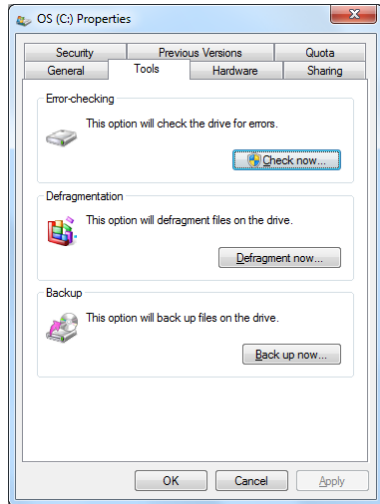 OS (C:) Properties
Security Previous Versions Quota
General Tools Hardware Sharing
Error-checking
This option will check the drive for errors.
Check now...
Defragmentation
This option will defragment files on the drive.
Defragment now...
Backup
This option will back up files on the drive.
Back up now...
OK Cancel Apply